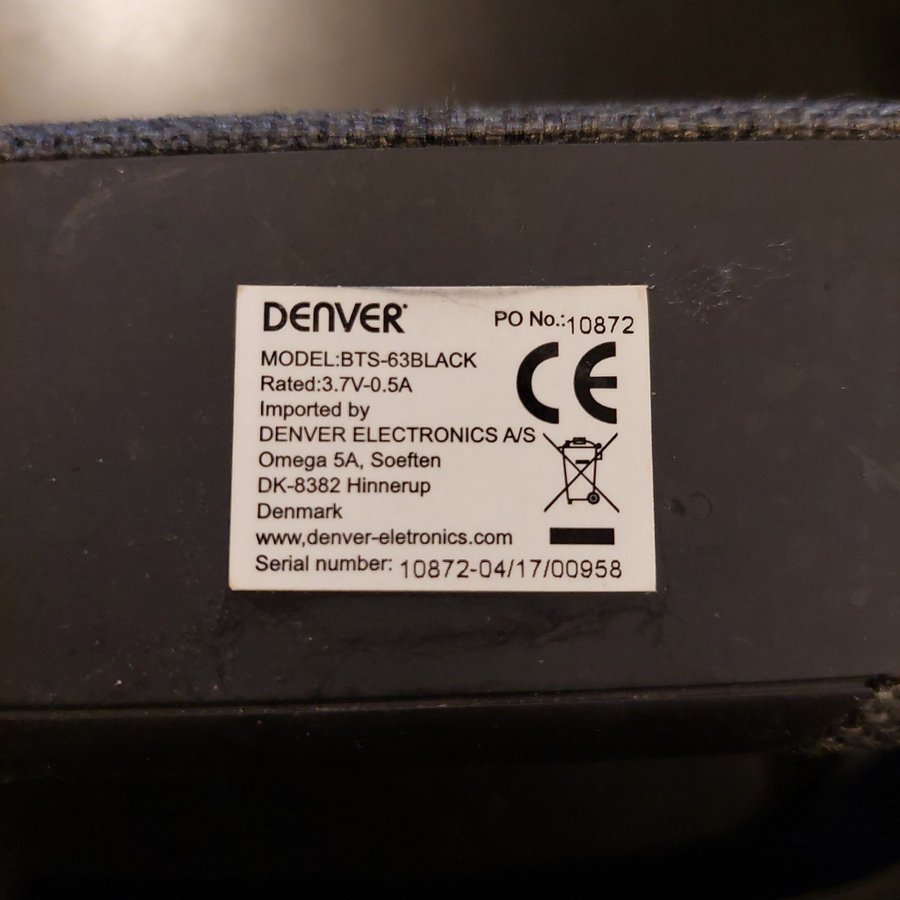 DENVER
PO No.:10872
MODEL:BTS-63BLACK
Rated:3.7V-0.5A
Imported by
DENVER ELECTRONICS A/S
Omega 5A, Soeften
DK-8382 Hinnerup
Denmark
www,denver-eletronics.com
Serial number: 10872-04/17/00958
CE